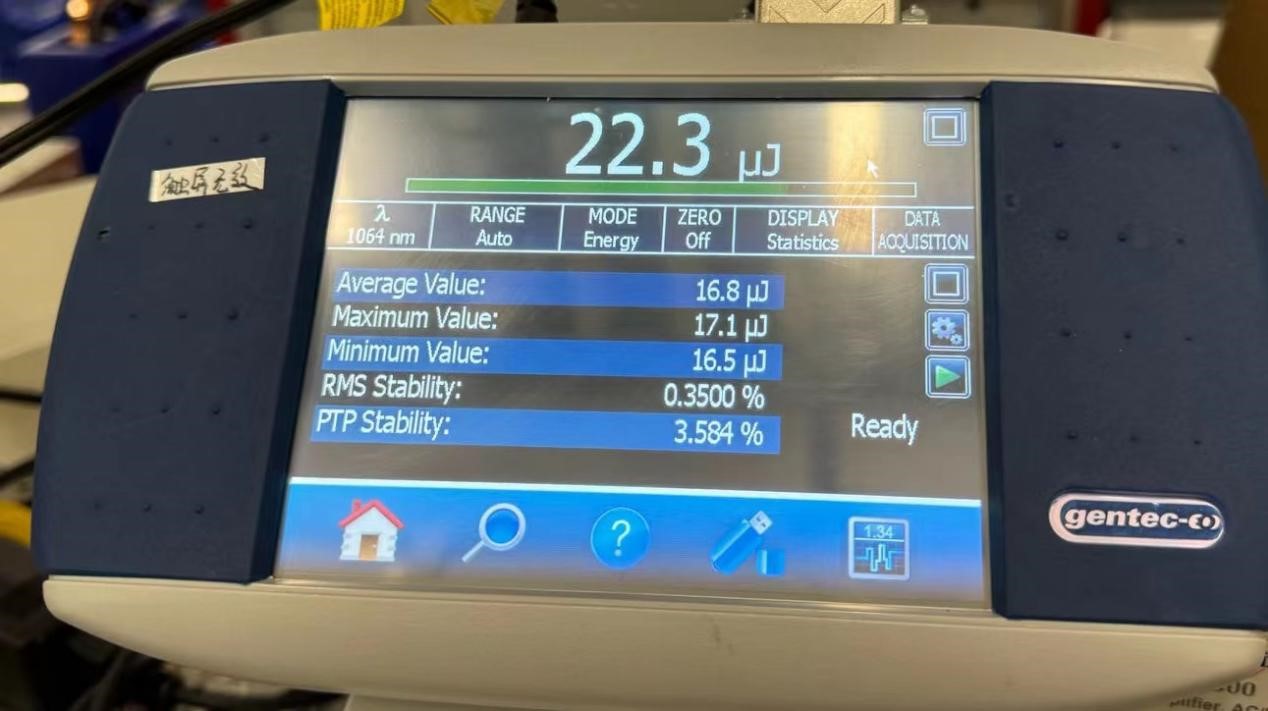 22.3 µJ
触屏无效
λ
1064 nm
RANGE
Auto
MODE
Energy
ZERO
Off
DISPLAY
Statistics
DATA
ACQUISITION
Average Value: 16.8 µJ
Maximum Value: 17.1 µJ
Minimum Value: 16.5 µJ
RMS Stability: 0.3500 %
PTP Stability: 3.584 %
Ready
?
1.34
gentec-eo